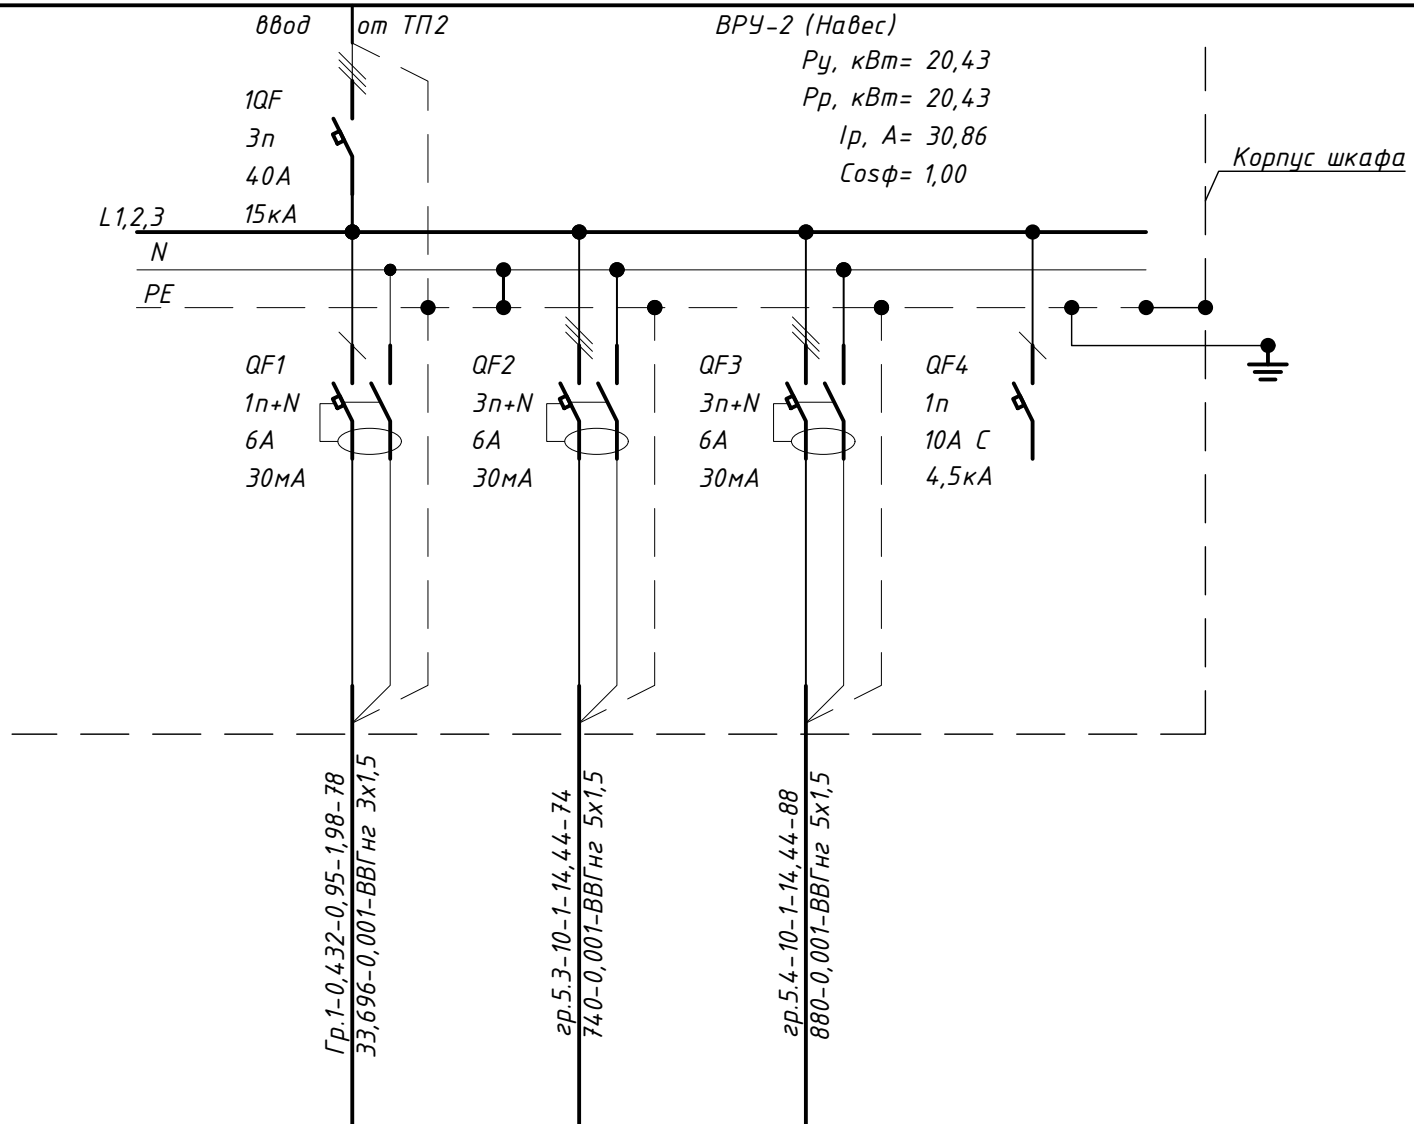 ввод от ТП2
ВРУ-2 (Навес)
Ру, кВт= 20,43
Рр, кВт= 20,43
Iр, А= 30,86
Cosφ= 1,00
1QF
3п
40А
15кА
Корпус шкафа
L1,2,3
N
PE
QF1
1п+N
6А
30мА
QF2
3п+N
6А
30мА
QF3
3п+N
6А
30мА
QF4
1п
10А С
4,5кА
Гр.1-0,432-0,95-1,98-78
33,696-0,001-ВВГнг 3х1,5
гр.5.3-10-1-14,44-74
740-0,001-ВВГнг 5х1,5
гр.5.4-10-1-14,44-88
880-0,001-ВВГнг 5х1,5